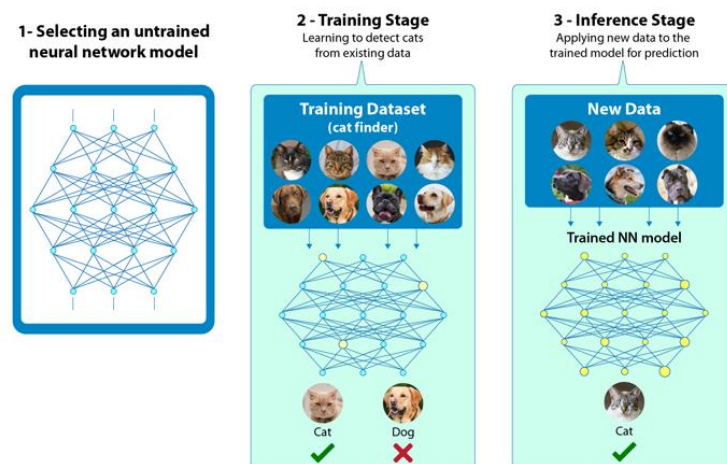 1- Selecting an untrained
neural network model
2 - Training Stage
Learning to detect cats
from existing data
Training Dataset
(cat finder)
Cat
Dog
3 - Inference Stage
Applying new data to the
trained model for prediction
New Data
Trained NN model
Cat